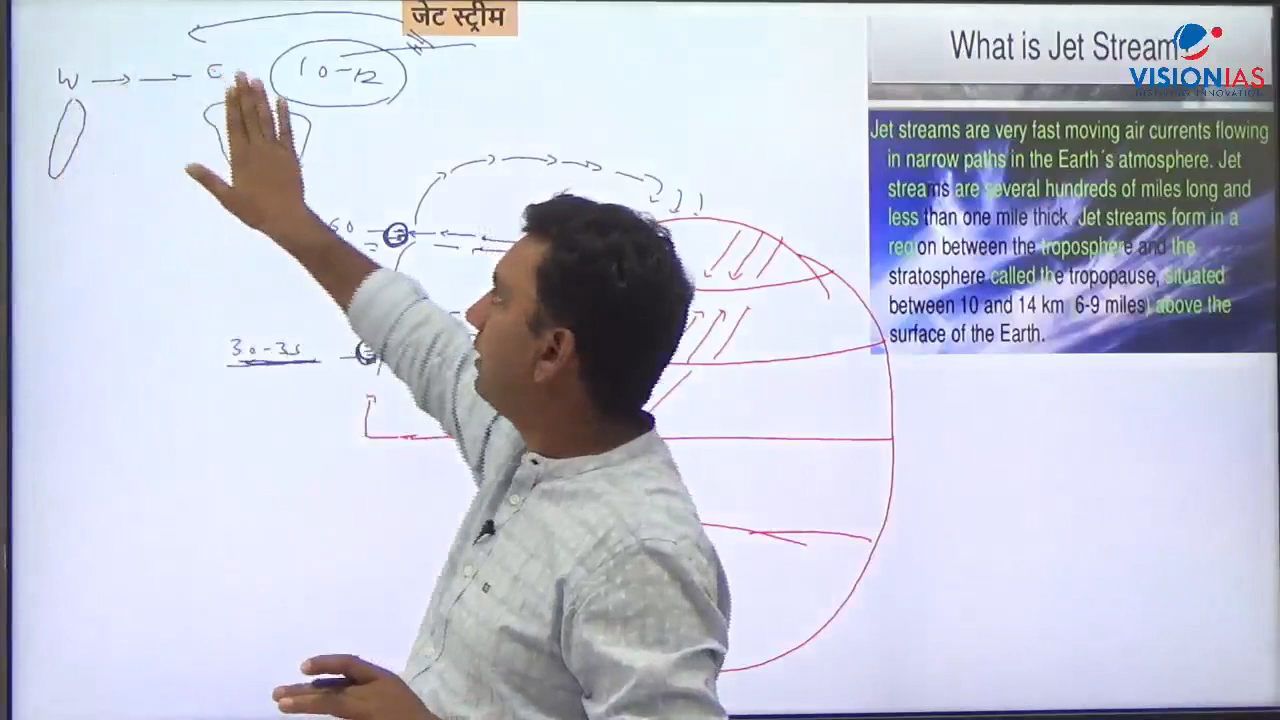 जेट स्ट्रीम
What is Jet Stream
VISIONIAS
INSPIRING INNOVATION
W E 10-12
Jet streams are very fast moving air currents flowing
in narrow paths in the Earth´s atmosphere. Jet
streams are several hundreds of miles long and
less than one mile thick. Jet streams form in a
region between the troposphere and the
stratosphere called the tropopause, situated
between 10 and 14 km 6-9 miles) above the
surface of the Earth.
60
30-35